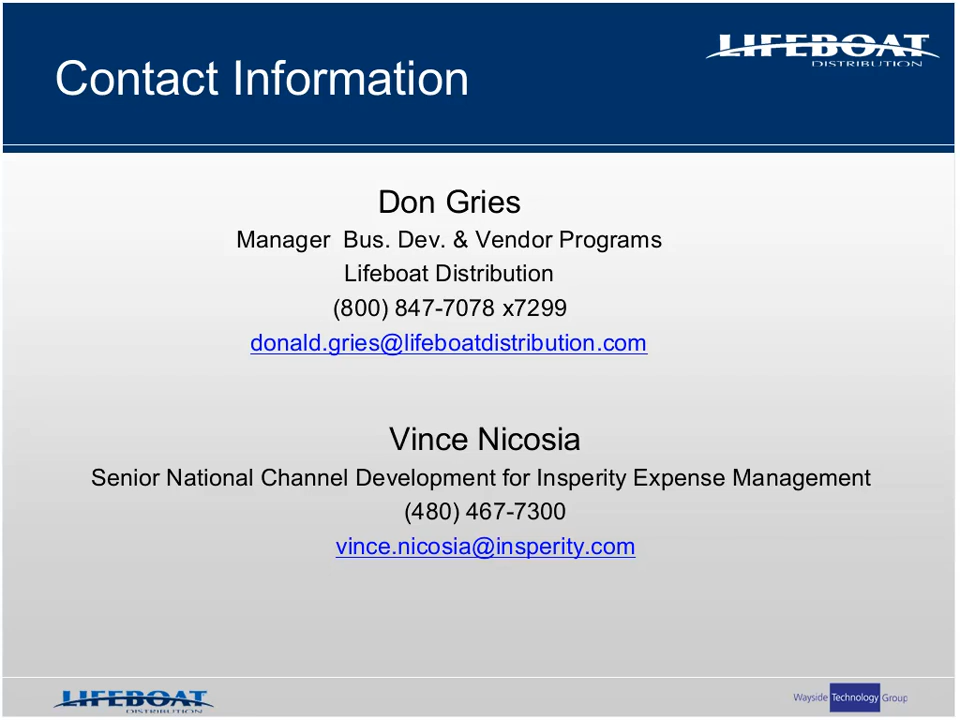 Contact Information
LIFEBOAT
DISTRIBUTION
Don Gries
Manager  Bus. Dev. & Vendor Programs
Lifeboat Distribution
(800) 847-7078 x7299
donald.gries@lifeboatdistribution.com
Vince Nicosia
Senior National Channel Development for Insperity Expense Management
(480) 467-7300
vince.nicosia@insperity.com
LIFEBOAT
DISTRIBUTION
Wayside Technology Group